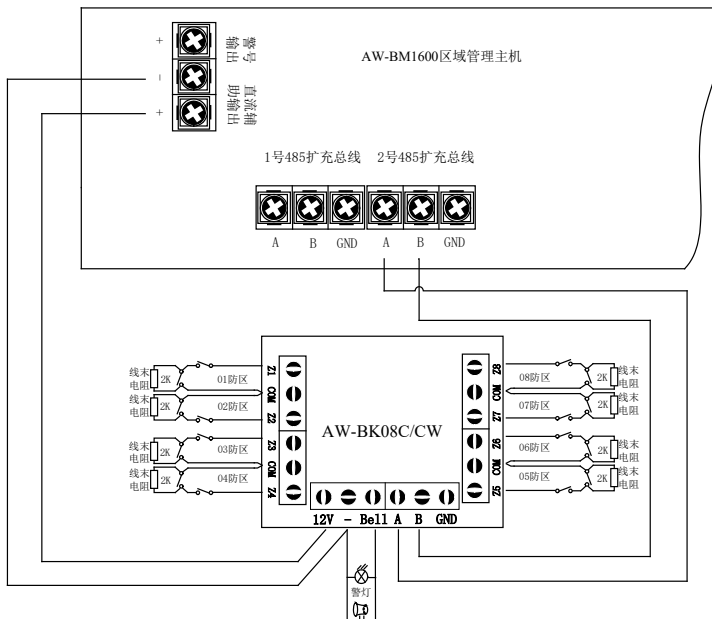 +
警号
输出
AW-BM1600区域管理主机
-
直流辅
助输出
+
1号485扩充总线 2号485扩充总线
A B GND A B GND
线末
电阻
2K
01防区
Z1
COM
线末
电阻
2K
02防区
Z2
线末
电阻
2K
03防区
Z3
COM
线末
电阻
2K
04防区
Z4
AW-BK08C/CW
Z8
08防区
2K
线末
电阻
COM
Z7
07防区
2K
线末
电阻
Z6
06防区
2K
线末
电阻
COM
Z5
05防区
2K
线末
电阻
12V - Bell A B GND
警灯